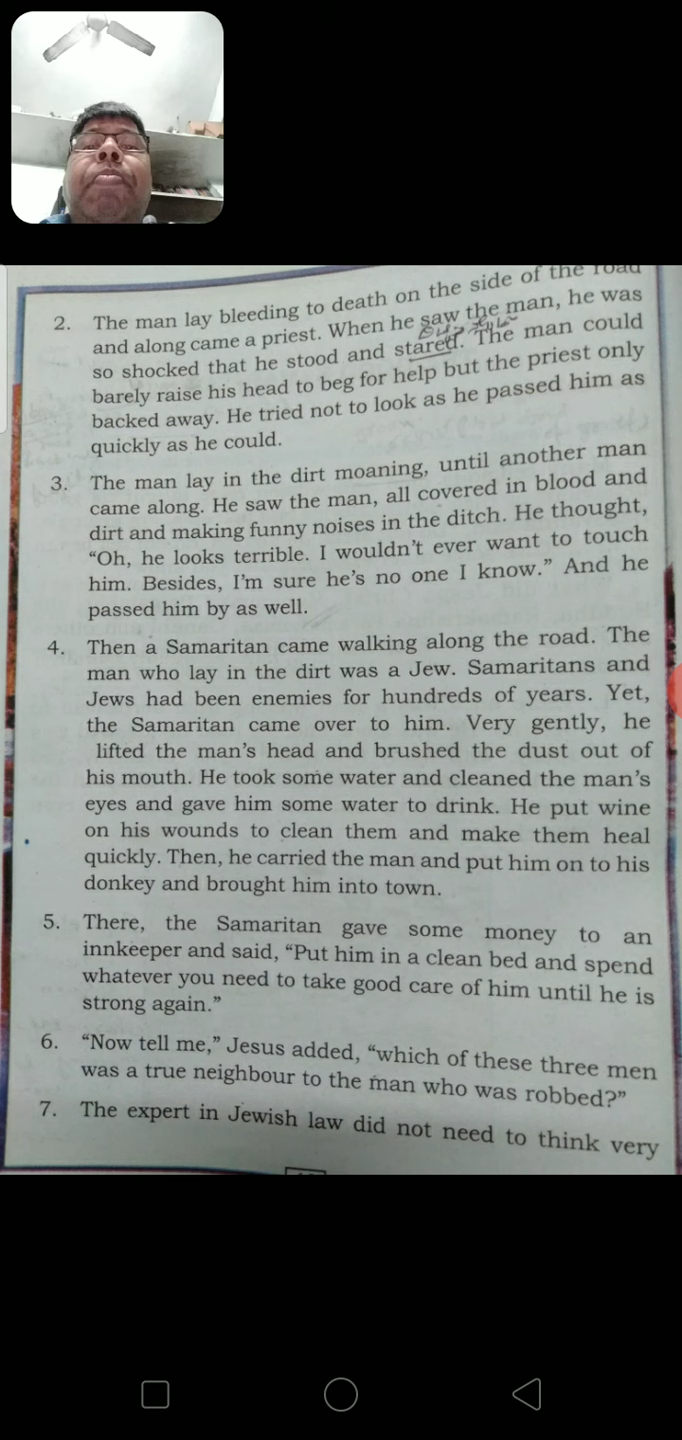 2. The man lay bleeding to death on the side of the road
and along came a priest. When he saw the man, he was
so shocked that he stood and stared. The man could
barely raise his head to beg for help but the priest only
backed away. He tried not to look as he passed him as
quickly as he could.
3. The man lay in the dirt moaning, until another man
came along. He saw the man, all covered in blood and
dirt and making funny noises in the ditch. He thought,
“Oh, he looks terrible. I wouldn’t ever want to touch
him. Besides, I’m sure he’s no one I know.” And he
passed him by as well.
4. Then a Samaritan came walking along the road. The
man who lay in the dirt was a Jew. Samaritans and
Jews had been enemies for hundreds of years. Yet,
the Samaritan came over to him. Very gently, he
lifted the man’s head and brushed the dust out of
his mouth. He took some water and cleaned the man’s
eyes and gave him some water to drink. He put wine
on his wounds to clean them and make them heal
quickly. Then, he carried the man and put him on to his
donkey and brought him into town.
5. There, the Samaritan gave some money to an
innkeeper and said, “Put him in a clean bed and spend
whatever you need to take good care of him until he is
strong again.”
6. “Now tell me,” Jesus added, “which of these three men
was a true neighbour to the man who was robbed?”
7. The expert in Jewish law did not need to think very